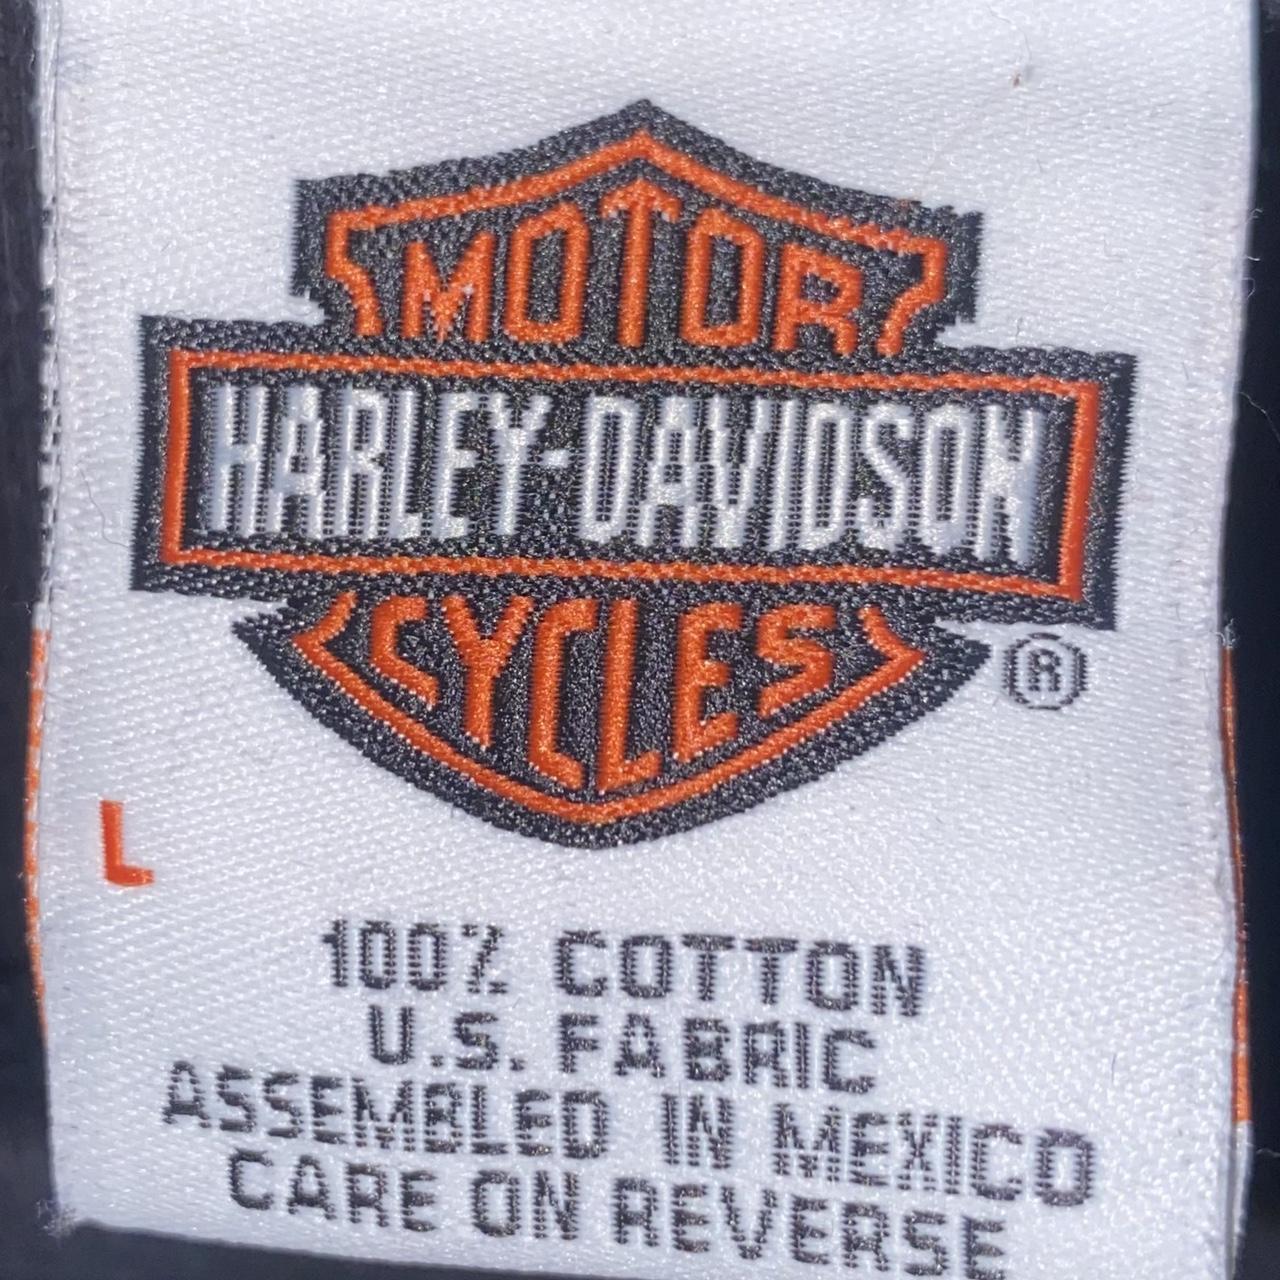 MOTOR
HARLEY-DAVIDSON
CYCLES
®
L
100% COTTON
U.S. FABRIC
ASSEMBLED IN MEXICO
CARE ON REVERSE